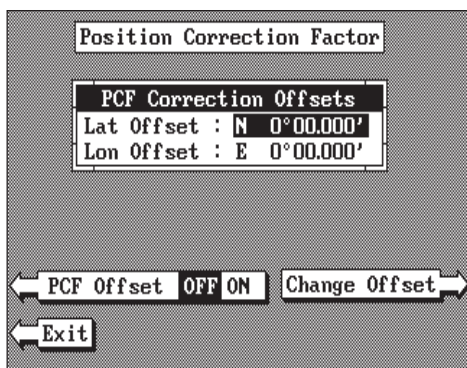 Position Correction Factor
PCF Correction Offsets
Lat Offset : N 0°00.000'
Lon Offset : E 0°00.000'
PCF Offset OFF ON
Change Offset
Exit